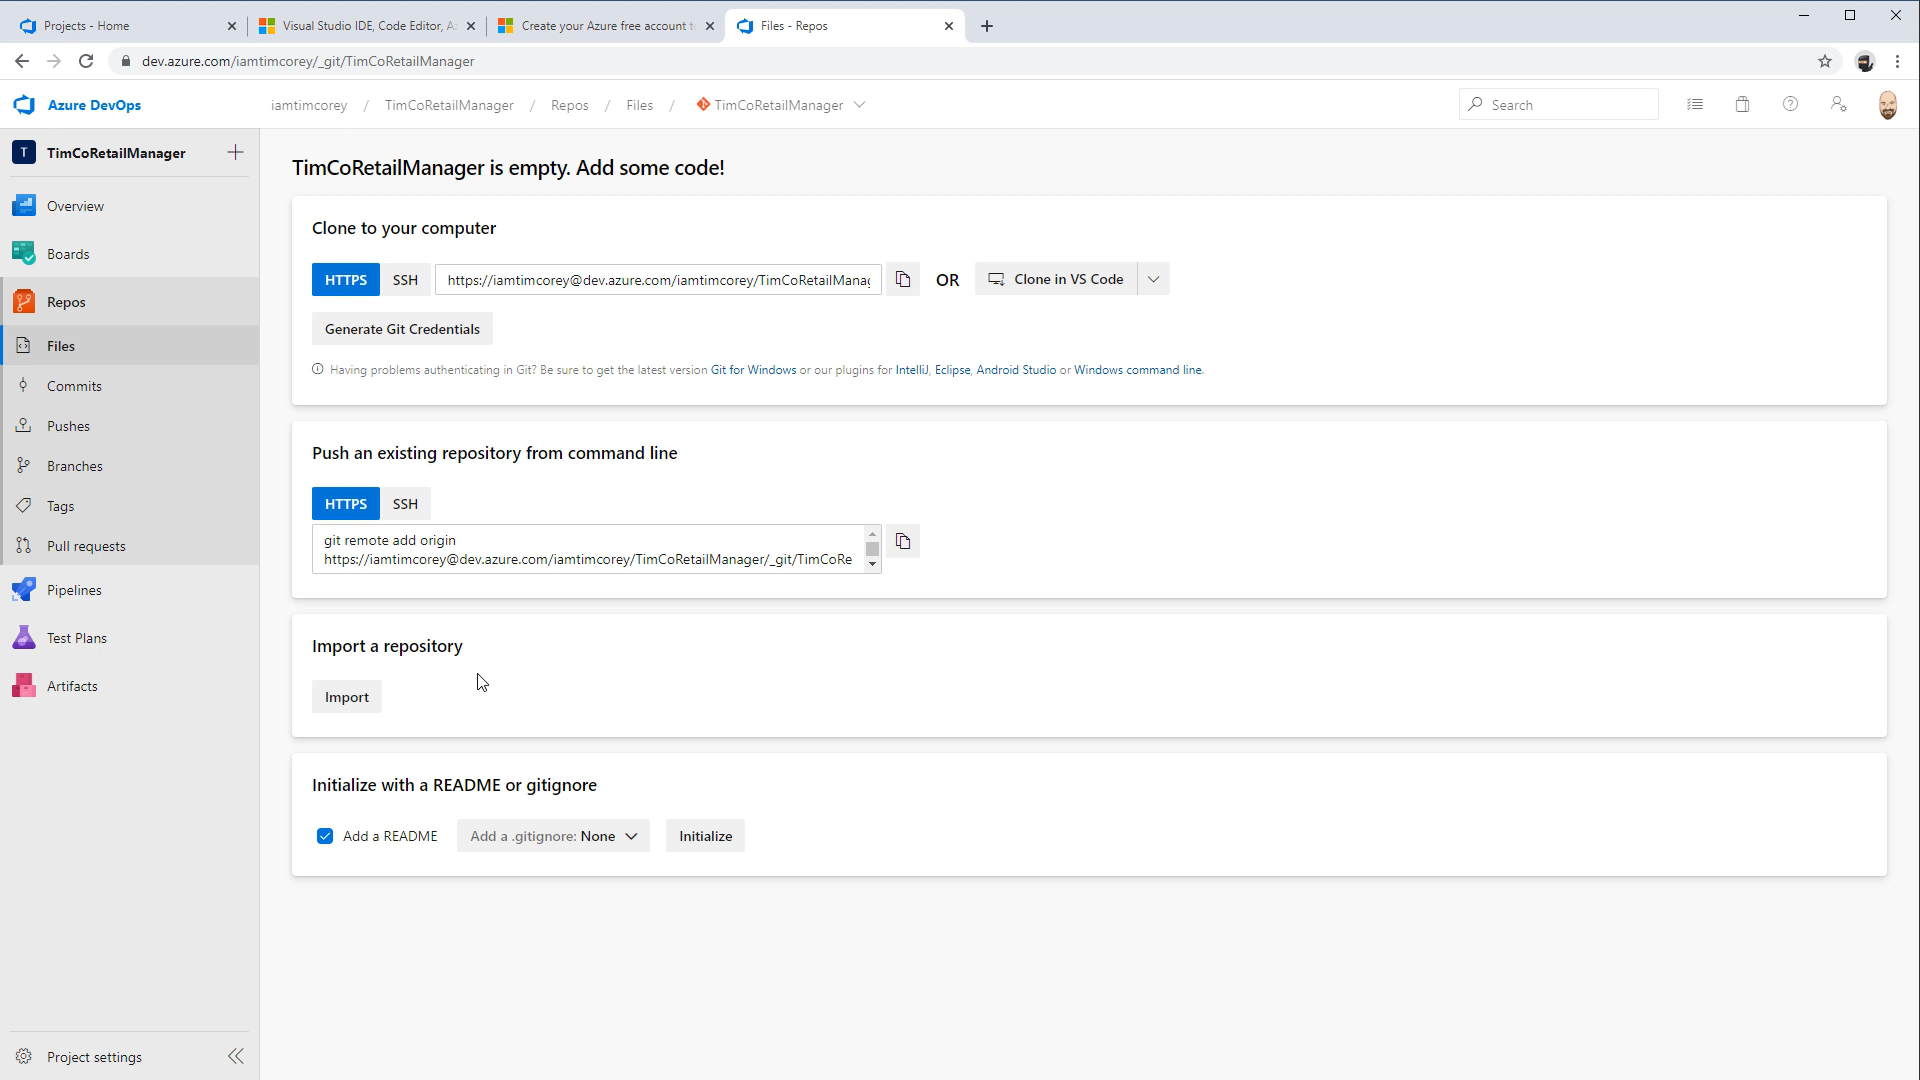 Projects - Home
Visual Studio IDE, Code Editor, A
Create your Azure free account t
Files - Repos
dev.azure.com/iamtimcorey/_git/TimCoRetailManager
Azure DevOps
iamtimcorey / TimCoRetailManager / Repos / Files / TimCoRetailManager
Search
T TimCoRetailManager
Overview
Boards
Repos
Files
Commits
Pushes
Branches
Tags
Pull requests
Pipelines
Test Plans
Artifacts
Project settings
TimCoRetailManager is empty. Add some code!
Clone to your computer
HTTPS SSH https://iamtimcorey@dev.azure.com/iamtimcorey/TimCoRetailManag OR Clone in VS Code
Generate Git Credentials
Having problems authenticating in Git? Be sure to get the latest version Git for Windows or our plugins for IntelliJ, Eclipse, Android Studio or Windows command line.
Push an existing repository from command line
HTTPS SSH
git remote add origin
https://iamtimcorey@dev.azure.com/iamtimcorey/TimCoRetailManager/_git/TimCoRe
Import a repository
Import
Initialize with a README or gitignore
Add a README Add a .gitignore: None Initialize